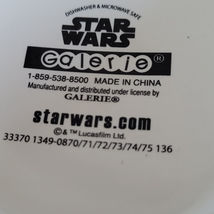 DISHWASHER & MICROWAVE SAFE
STAR
WARS
Galerie®
1-859-538-8500 MADE IN CHINA
Manufactured and distributed under license by
GALERIE®
starwars.com
©& ™ Lucasfilm Ltd.
33370 1349-0870/71/72/73/74/75 136